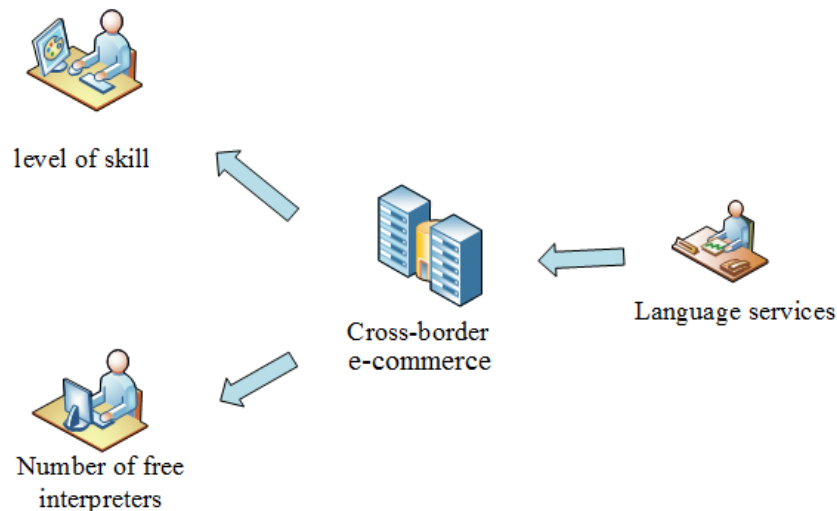 level of skill
Cross-border
e-commerce
Language services
Number of free
interpreters